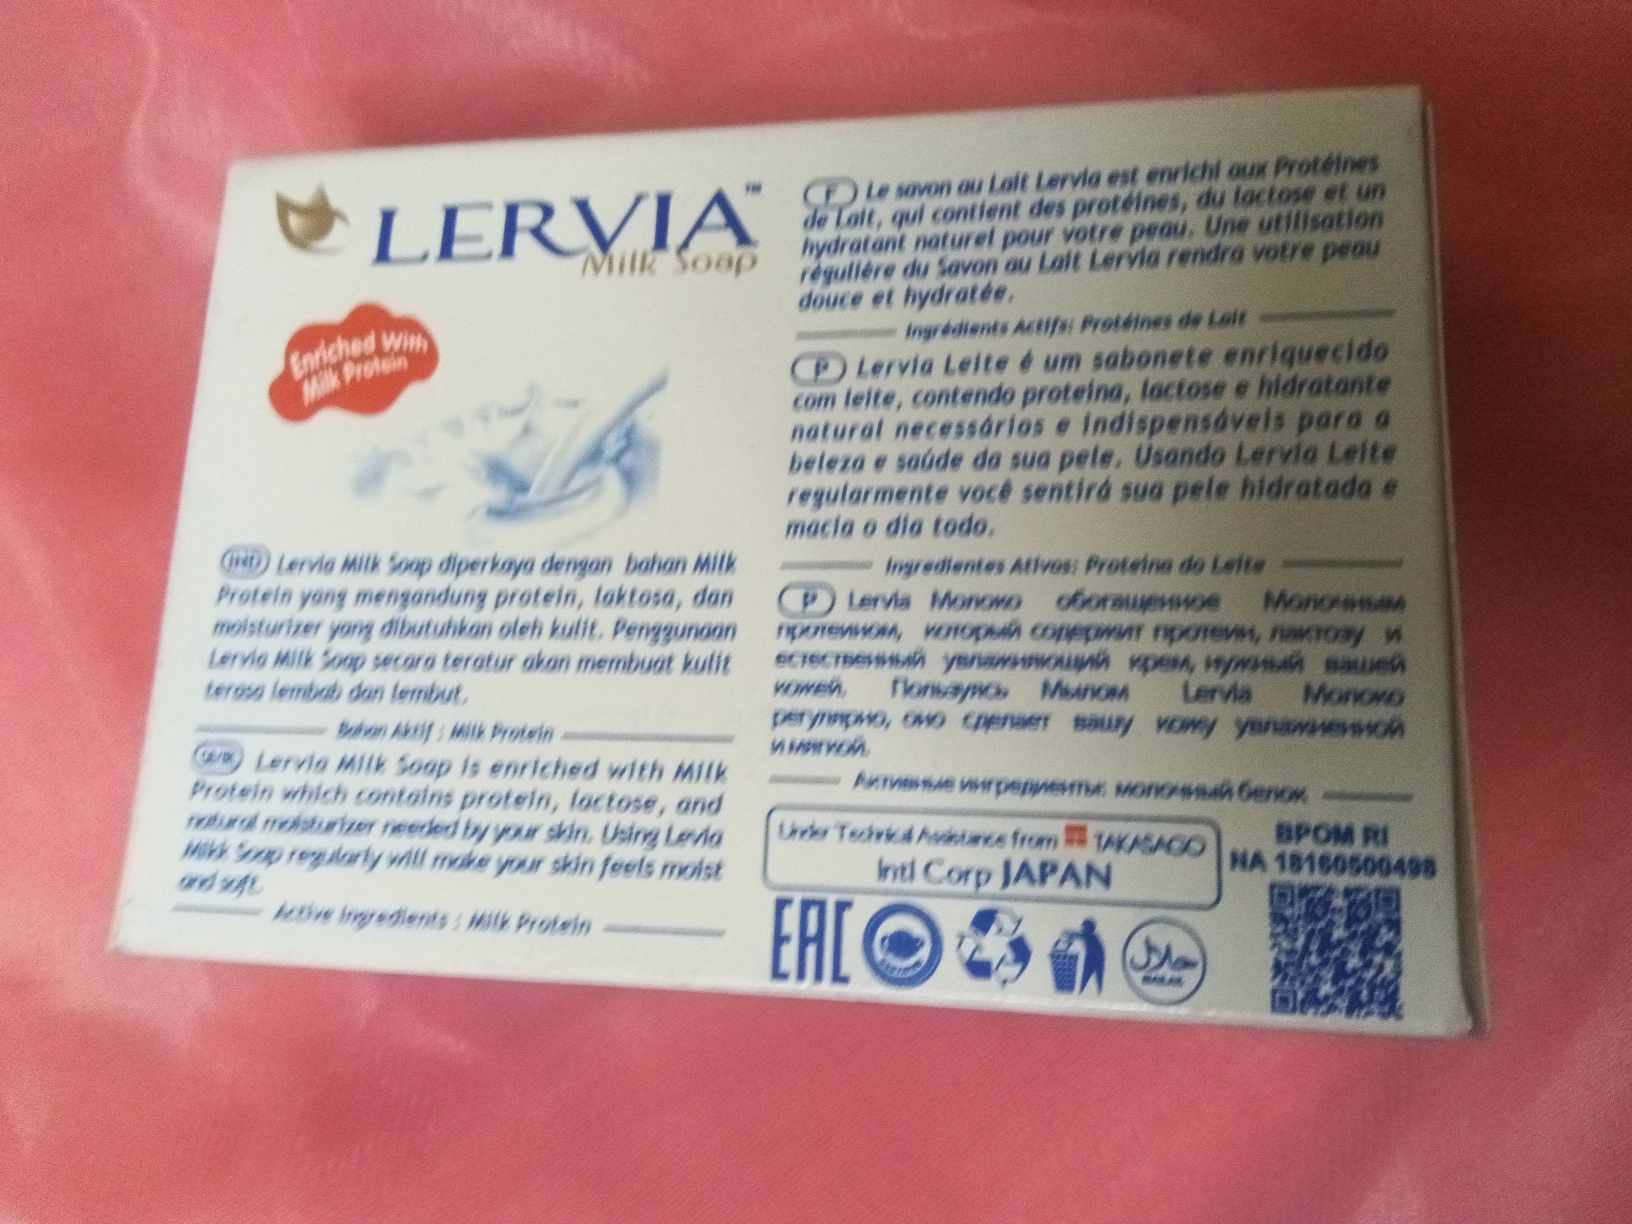 LERVIA™
Milk Soap
Enriched With
Milk Protein
IND Lervia Milk Soap diperkaya dengan bahan Milk
Protein yang mengandung protein, laktosa, dan
moisturizer yang dibutuhkan oleh kulit. Penggunaan
Lervia Milk Soap secara teratur akan membuat kulit
terasa lembab dan lembut.
Bahan Aktif : Milk Protein
Lervia Milk Soap is enriched with Milk
Protein which contains protein, lactose, and
natural moisturizer needed by your skin. Using Levia
Milk Soap regularly will make your skin feels moist
and soft.
Active Ingredients : Milk Protein
F Le savon au Lait Lervia est enrichi aux Protéines
de Lait, qui contient des protéines, du lactose et un
hydratant naturel pour votre peau. Une utilisation
régulière du Savon au Lait Lervia rendra votre peau
douce et hydratée.
Ingrédients Actifs: Protéines de Lait
P Lervia Leite é um sabonete enriquecido
com leite, contendo proteina, lactose e hidratante
natural necessários e indispensáveis para a
beleza e saúde da sua pele. Usando Lervia Leite
regularmente você sentirá sua pele hidratada e
macia o dia todo.
Ingredientes Ativos: Proteina do Leite
P Lervia Молоко обогащенное Молочным
протеином, который содержит протеин, лактозу и
естественный увлажняющий крем, нужный вашей
кожей. Пользуясь Мылом Lervia Молоко
регулярно, оно сделает вашу кожу увлажненной
и мягкой.
Активные ингредиенты: молочный белок
Under Technical Assistance from TAKASAGO
Intl Corp JAPAN
BPOM RI
NA 18160500498
EAC
حلال